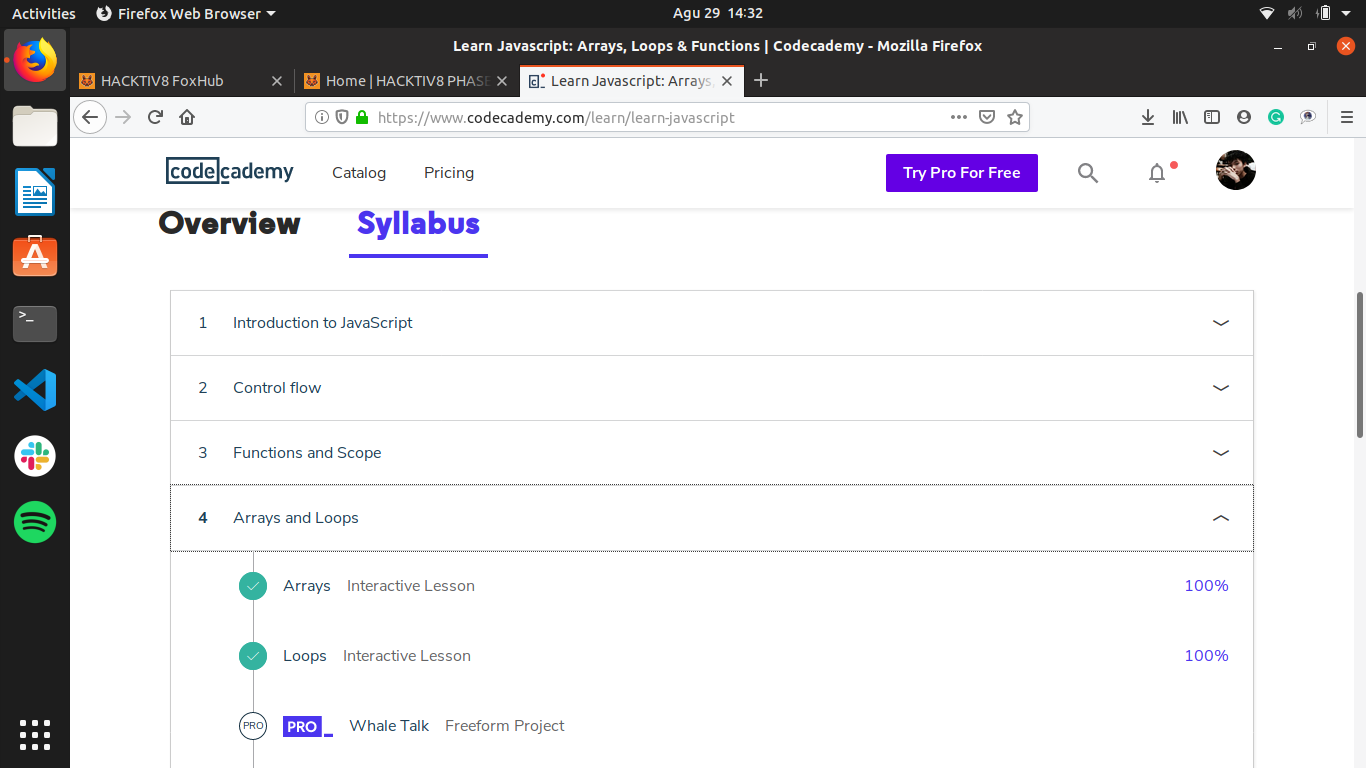 Activities Firefox Web Browser Agu 29 14:32
Learn Javascript: Arrays, Loops & Functions | Codecademy - Mozilla Firefox
HACKTIV8 FoxHub Home | HACKTIV8 PHASE Learn Javascript: Arrays,
https://www.codecademy.com/learn/learn-javascript
codecademy Catalog Pricing Try Pro For Free
Overview Syllabus
1 Introduction to JavaScript
2 Control flow
3 Functions and Scope
4 Arrays and Loops
Arrays Interactive Lesson 100%
Loops Interactive Lesson 100%
PRO PRO_ Whale Talk Freeform Project